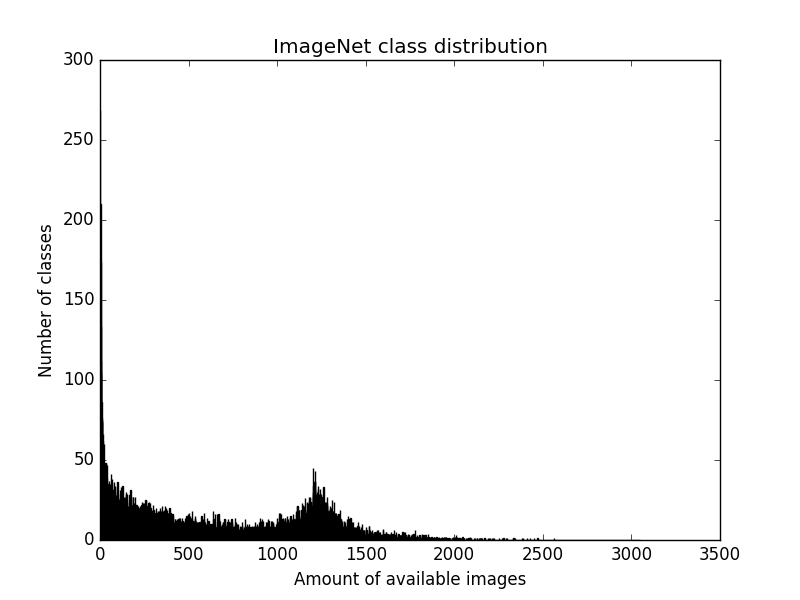 ImageNet class distribution
300
250
200
150
100
50
0
Number of classes
0 500 1000 1500 2000 2500 3000 3500
Amount of available images